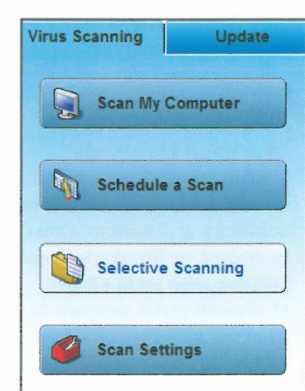 Virus Scanning Update
Scan My Computer
Schedule a Scan
Selective Scanning
Scan Settings